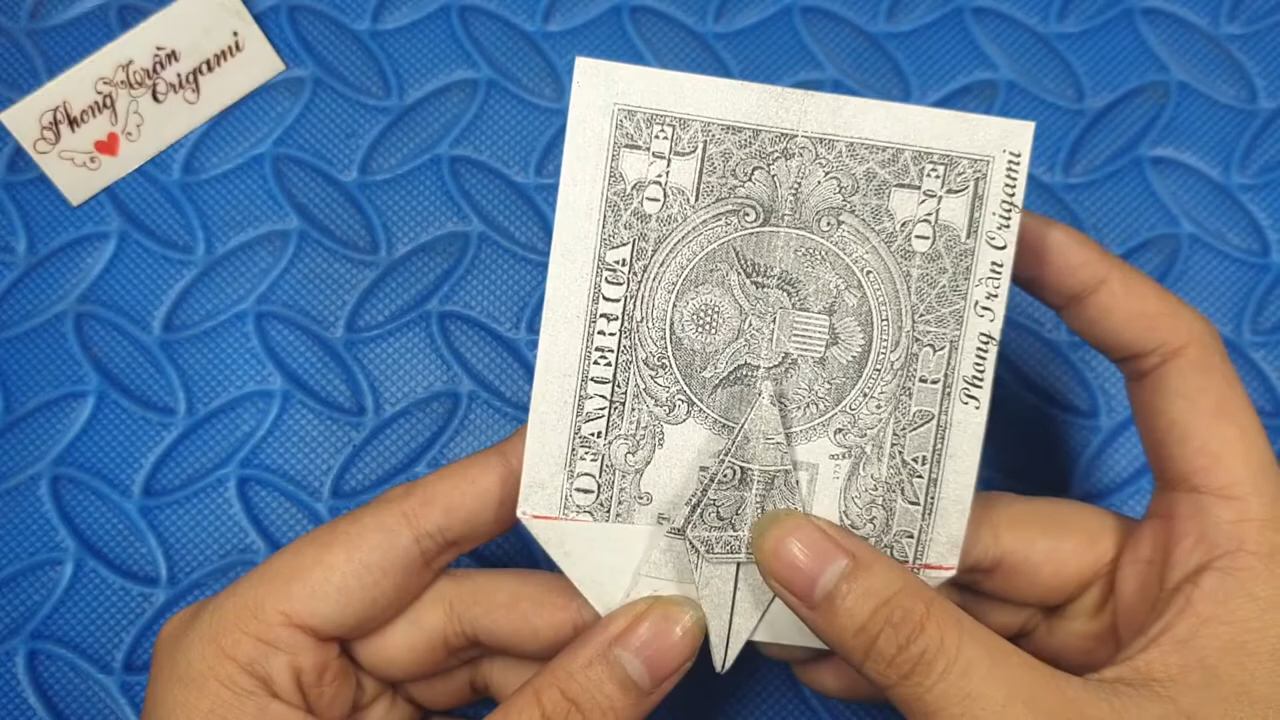 Phong Trần
Origami
ONE
ONE
OF AMERICA
Phong Trần Origami